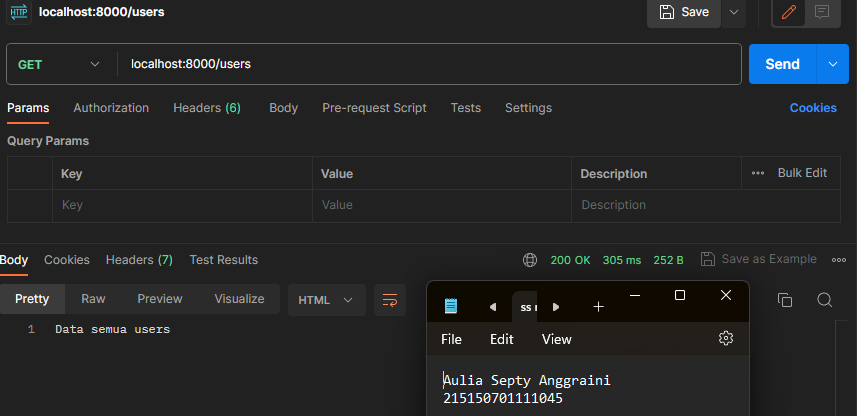 HTTP localhost:8000/users Save
GET localhost:8000/users Send
Params Authorization Headers (6) Body Pre-request Script Tests Settings Cookies
Query Params
Key Value Description Bulk Edit
Key Value Description
Body Cookies Headers (7) Test Results 200 OK 305 ms 252 B Save as Example
Pretty Raw Preview Visualize HTML
1 Data semua users
ss
File Edit View
Aulia Septy Anggraini
215150701111045